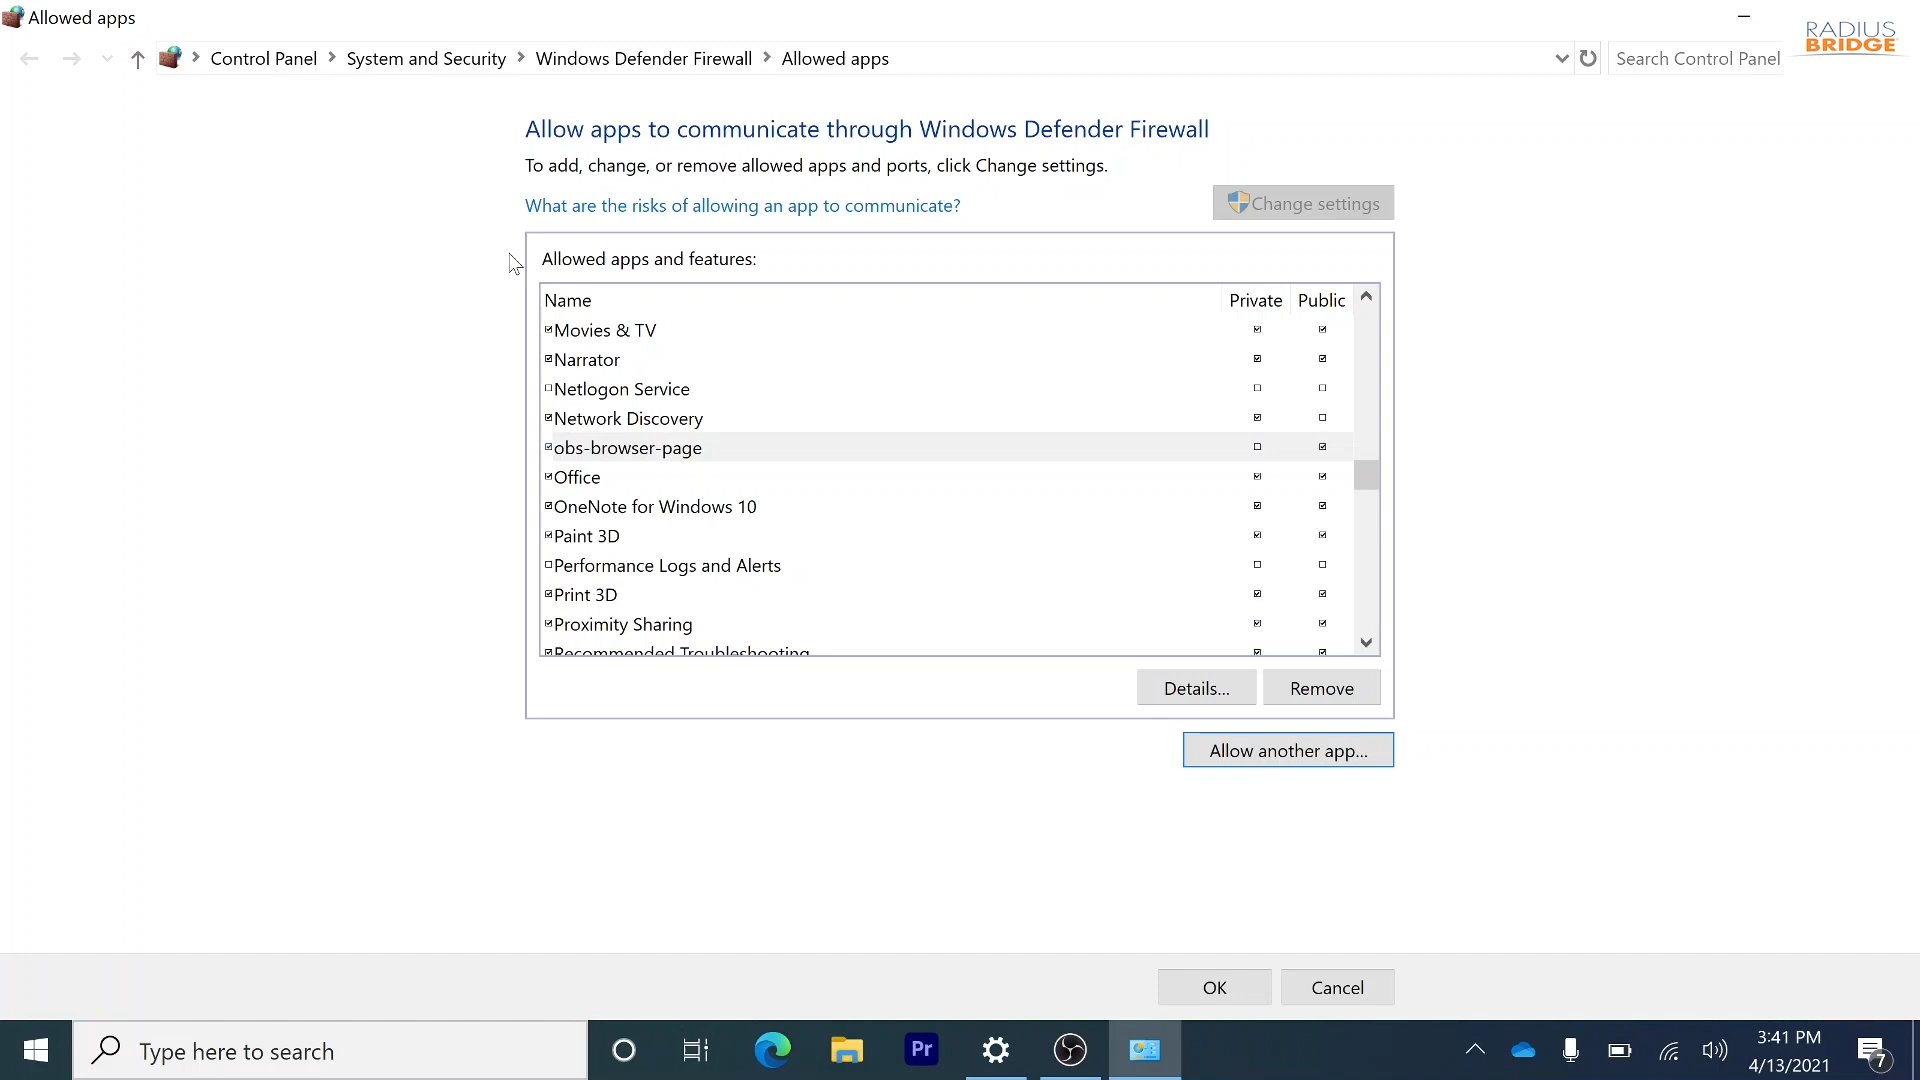 Allowed apps
RADIUS
BRIDGE
Control Panel > System and Security > Windows Defender Firewall > Allowed apps
Search Control Panel
Allow apps to communicate through Windows Defender Firewall
To add, change, or remove allowed apps and ports, click Change settings.
What are the risks of allowing an app to communicate?
Change settings
Allowed apps and features:
Name Private Public
Movies & TV
Narrator
Netlogon Service
Network Discovery
obs-browser-page
Office
OneNote for Windows 10
Paint 3D
Performance Logs and Alerts
Print 3D
Proximity Sharing
Recommended Troubleshooting
Details... Remove
Allow another app...
OK Cancel
Type here to search
Pr
3:41 PM
4/13/2021
7